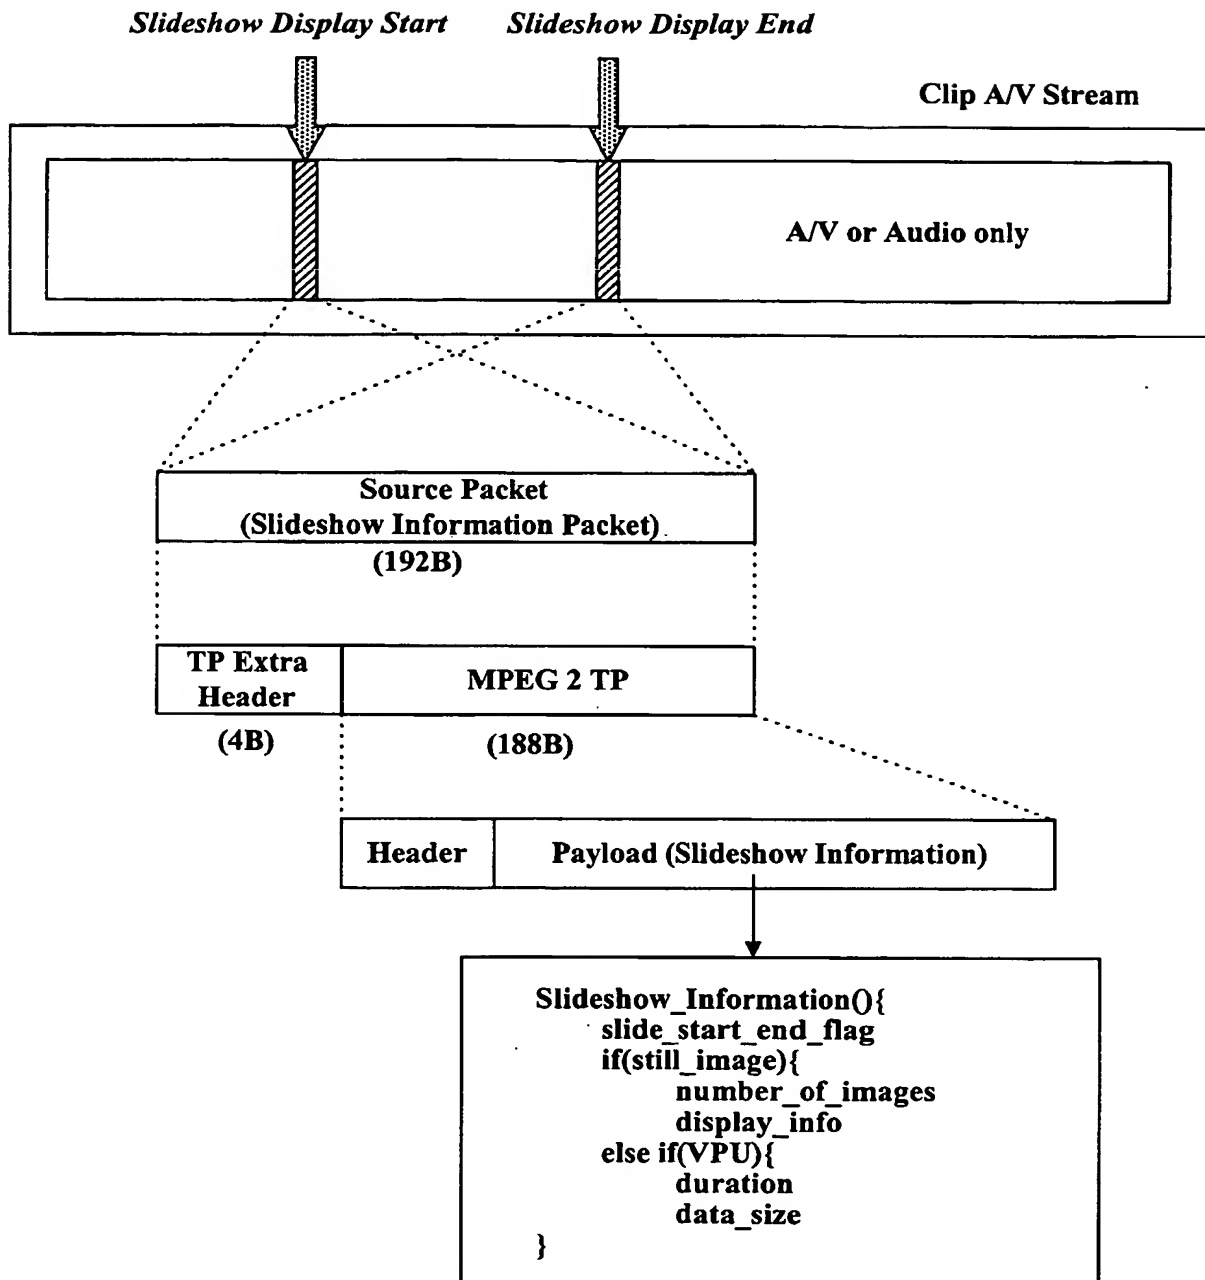 Slideshow Display Start
Slideshow Display End
Clip A/V Stream
A/V or Audio only
Source Packet
(Slideshow Information Packet)
(192B)
TP Extra
Header
MPEG 2 TP
(4B)
(188B)
Header
Payload (Slideshow Information)
Slideshow_Information(){
slide_start_end_flag
if(still_image){
number_of_images
display_info
else if(VPU){
duration
data_size
}